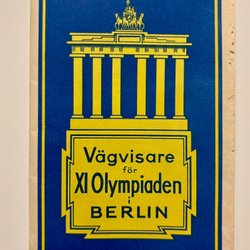 Vägvisare
för
XI Olympiaden
i
BERLIN